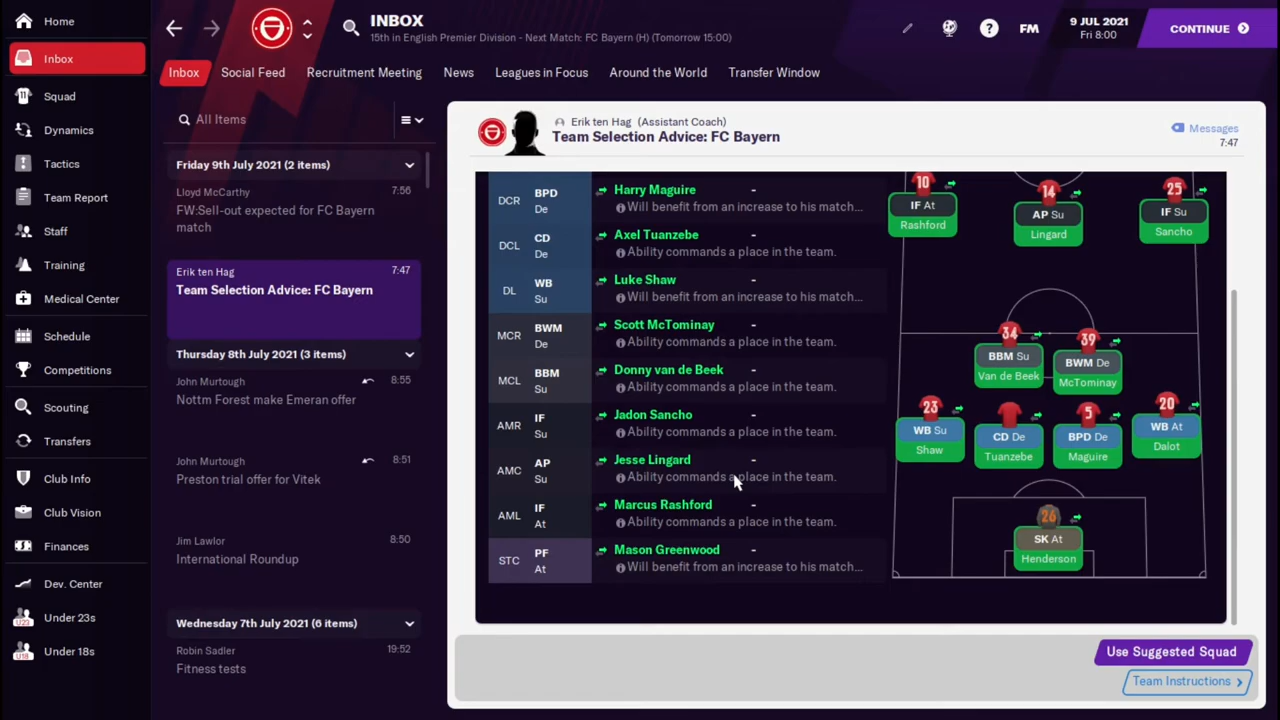 Home
Inbox
Squad
Dynamics
Tactics
Team Report
Staff
Training
Medical Center
Schedule
Competitions
Scouting
Transfers
Club Info
Club Vision
Finances
Dev. Center
Under 23s
Under 18s
INBOX
15th in English Premier Division - Next Match: FC Bayern (H) (Tomorrow 15:00)
FM
9 JUL 2021
Fri 8:00
CONTINUE
Inbox
Social Feed
Recruitment Meeting
News
Leagues in Focus
Around the World
Transfer Window
All Items
Friday 9th July 2021 (2 items)
Lloyd McCarthy 7:56
FW:Sell-out expected for FC Bayern
match
Erik ten Hag 7:47
Team Selection Advice: FC Bayern
Thursday 8th July 2021 (3 items)
John Murtough 8:55
Nottm Forest make Emeran offer
John Murtough 8:51
Preston trial offer for Vitek
Jim Lawlor 8:50
International Roundup
Wednesday 7th July 2021 (6 items)
Robin Sadler 19:52
Fitness tests
Erik ten Hag (Assistant Coach)
Team Selection Advice: FC Bayern
Messages
7:47
DCR BPD De Harry Maguire -
Will benefit from an increase to his match...
DCL CD De Axel Tuanzebe -
Ability commands a place in the team.
DL WB Su Luke Shaw -
Will benefit from an increase to his match...
MCR BWM De Scott McTominay -
Ability commands a place in the team.
MCL BBM Su Donny van de Beek -
Ability commands a place in the team.
AMR IF Su Jadon Sancho -
Ability commands a place in the team.
AMC AP Su Jesse Lingard -
Ability commands a place in the team.
AML IF At Marcus Rashford -
Ability commands a place in the team.
STC PF At Mason Greenwood -
Will benefit from an increase to his match...
10
IF At
Rashford
14
AP Su
Lingard
25
IF Su
Sancho
34
BBM Su
Van de Beek
39
BWM De
McTominay
23
WB Su
Shaw
CD De
Tuanzebe
5
BPD De
Maguire
20
WB At
Dalot
26
SK At
Henderson
Use Suggested Squad
Team Instructions